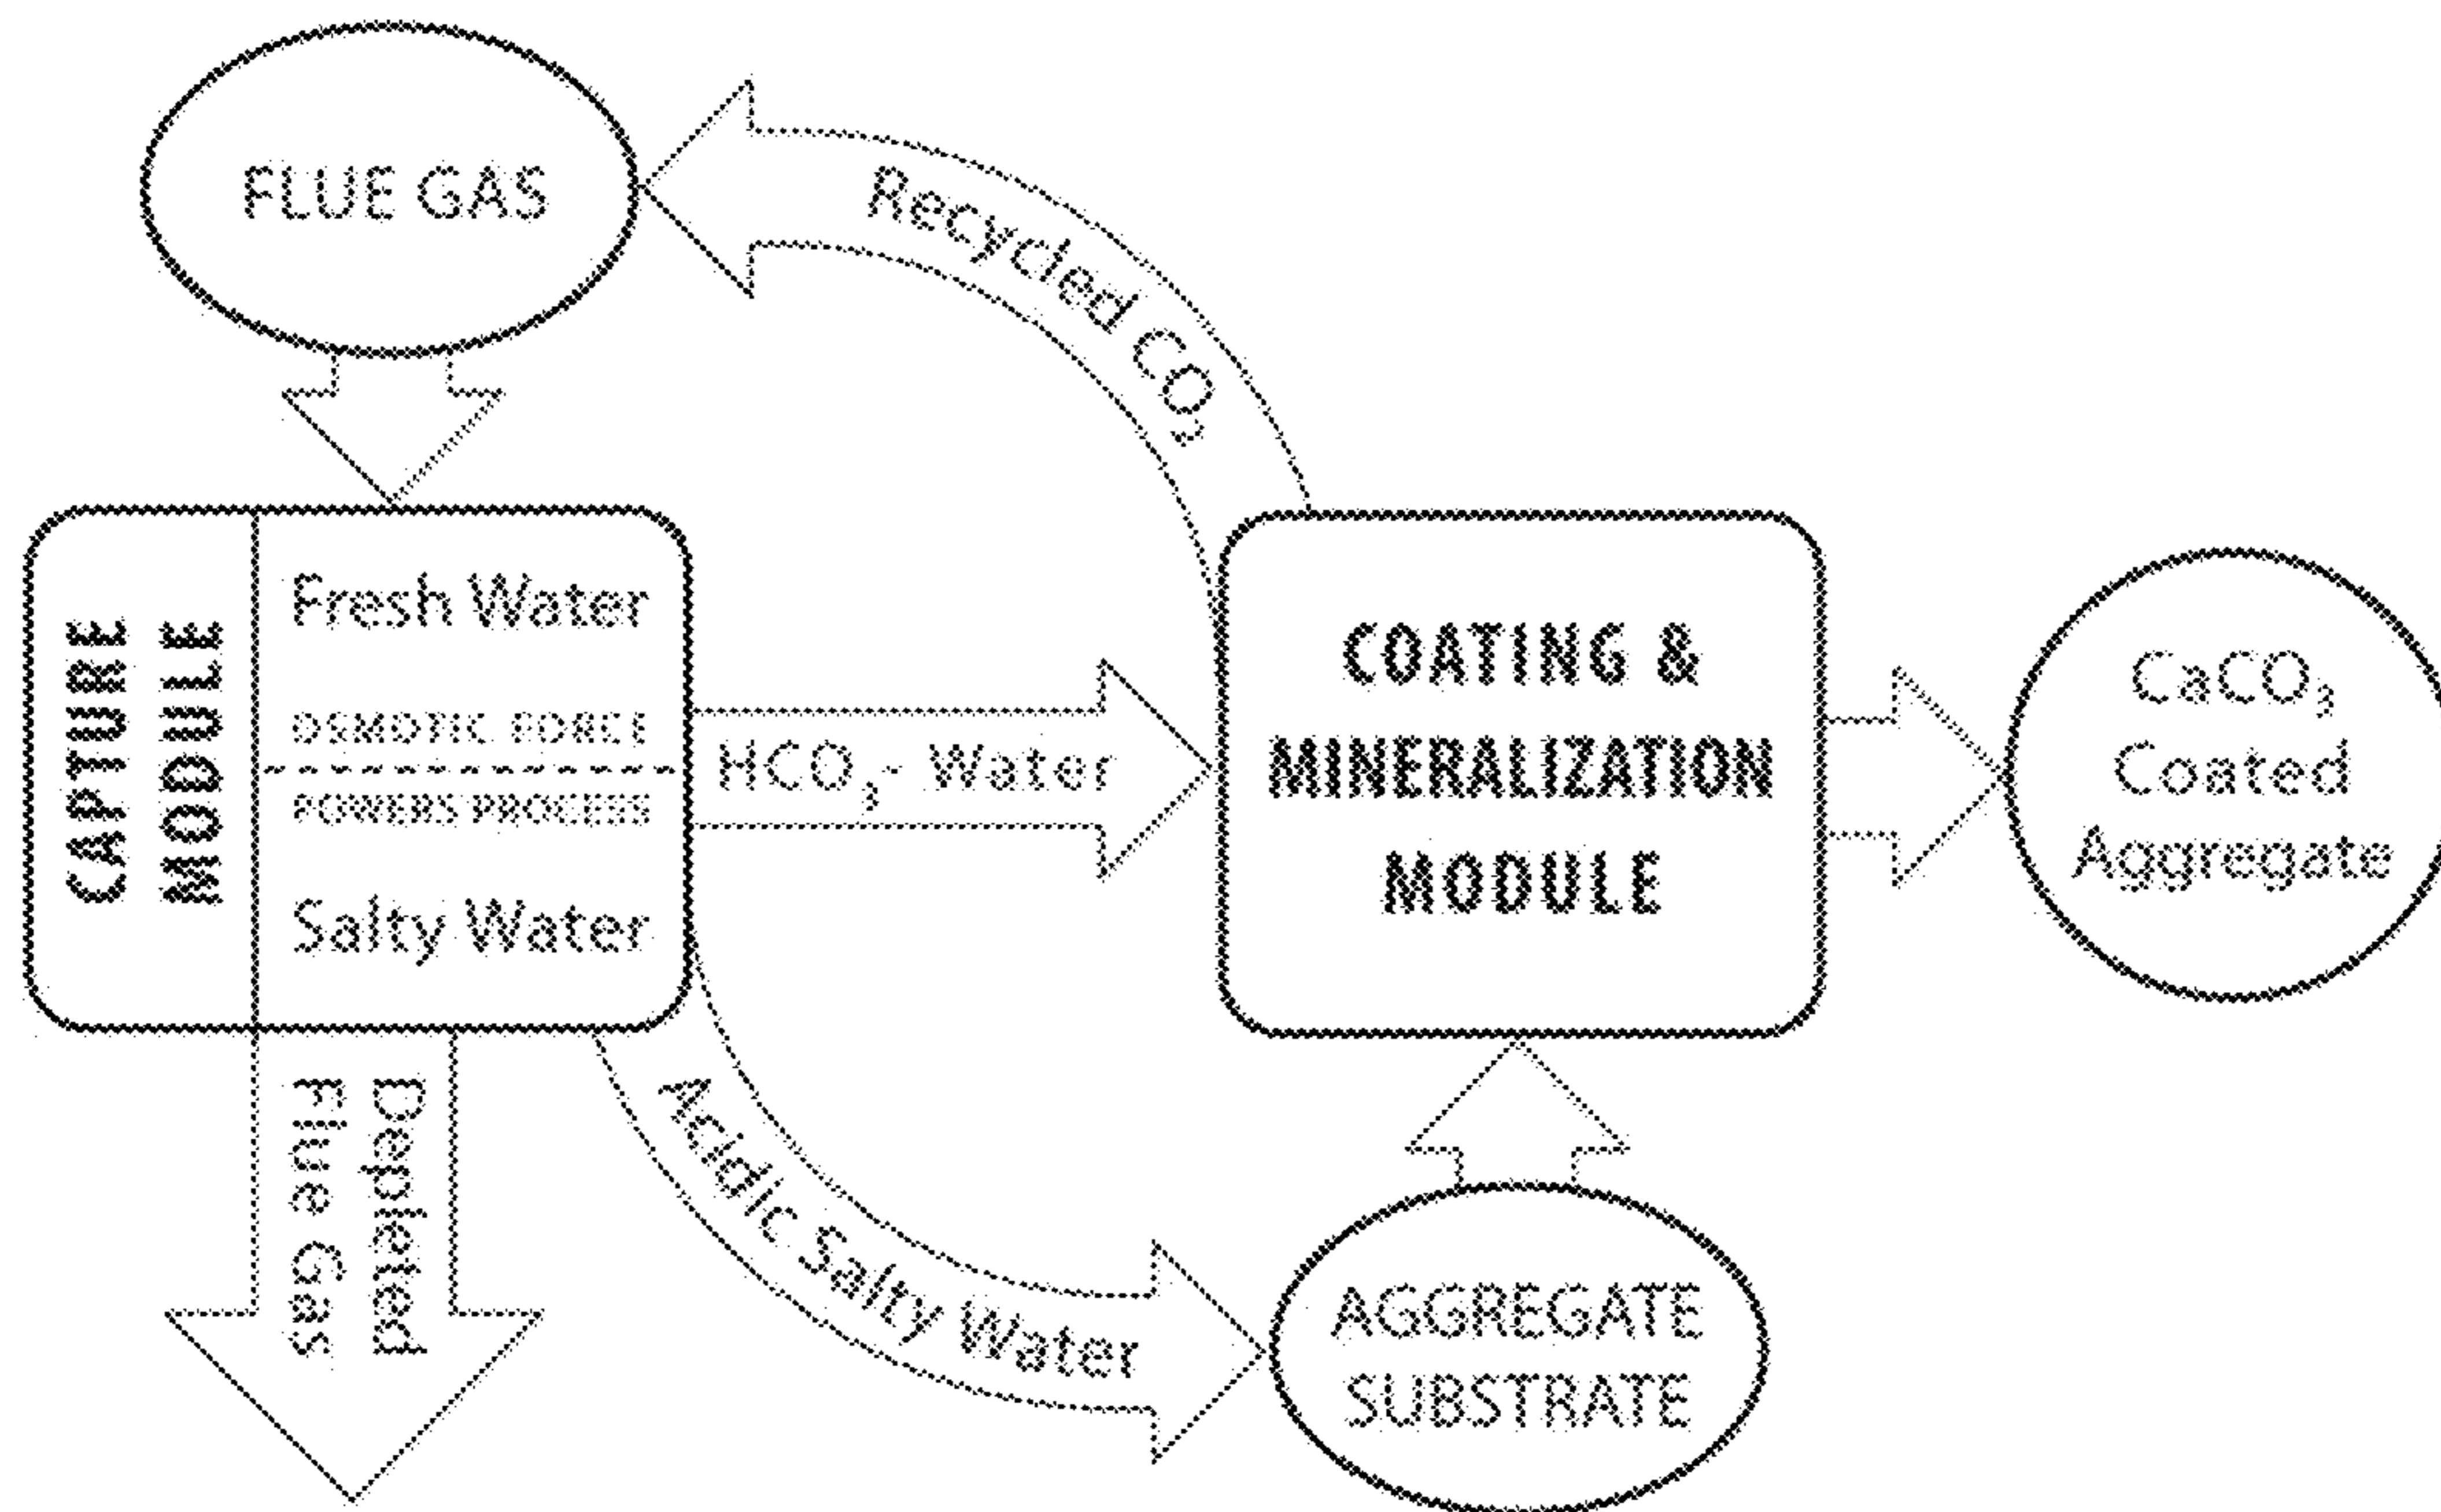 FLUE GAS
Recycled CO₂
CAPTURE
MODULE
Fresh Water
OSMOTIC FORCE
POWERS PROCESS
Salty Water
HCO₃- Water
COATING &
MINERALIZATION
MODULE
CaCO₃
Coated
Aggregate
Depleted
Flue Gas
Acidic Salty Water
AGGREGATE
SUBSTRATE